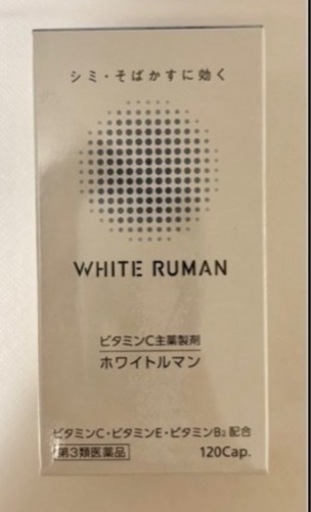 シミ・そばかすに効く
WHITE RUMAN
ビタミンC主薬製剤
ホワイトルマン
ビタミンC・ビタミンE・ビタミンB₂ 配合
第3類医薬品 120Cap.